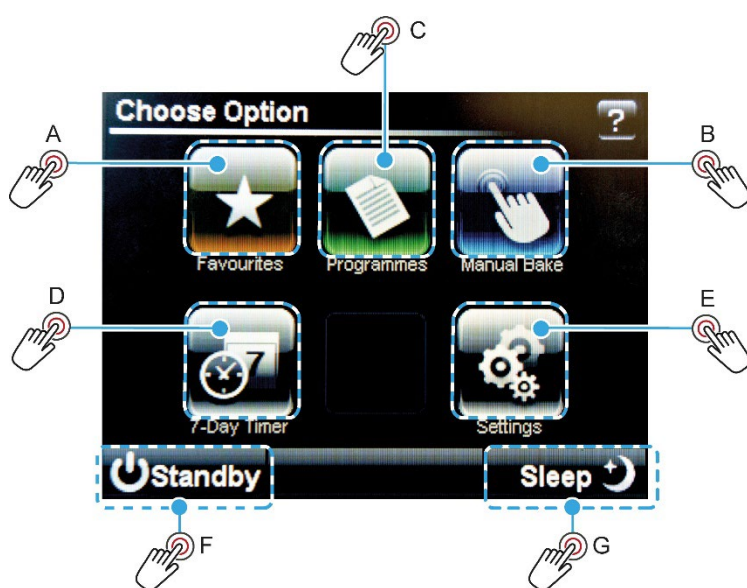 C
Choose Option
?
A
B
Favourites
Programmes
Manual Bake
D
E
7
7-Day Timer
Settings
Standby
Sleep
F
G